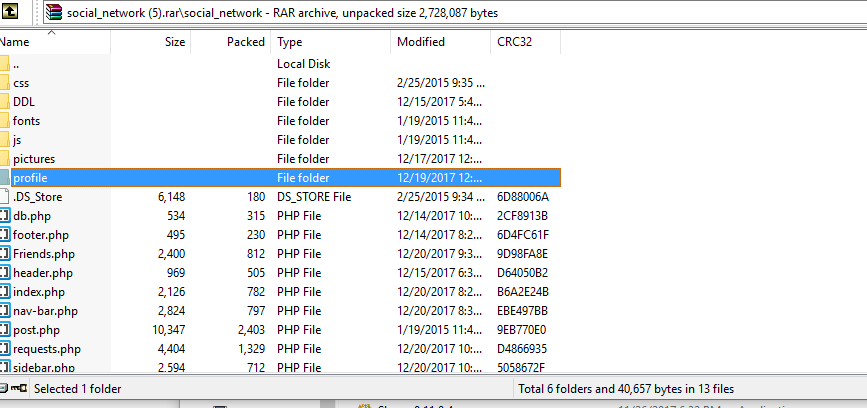 social_network (5).rar\social_network - RAR archive, unpacked size 2,728,087 bytes
Name Size Packed Type Modified CRC32
.. Local Disk
css File folder 2/25/2015 9:35 ...
DDL File folder 12/15/2017 5:4...
fonts File folder 1/19/2015 11:4...
js File folder 1/19/2015 11:4...
pictures File folder 12/17/2017 12:...
profile File folder 12/19/2017 12:...
.DS_Store 6,148 180 DS_STORE File 2/25/2015 9:34 ... 6D88006A
db.php 534 315 PHP File 12/14/2017 10:... 2CF8913B
footer.php 495 230 PHP File 12/14/2017 8:2... 6D4FC61F
Friends.php 2,400 812 PHP File 12/20/2017 9:3... 9D98FA8E
header.php 969 505 PHP File 12/15/2017 6:3... D64050B2
index.php 2,126 782 PHP File 12/20/2017 8:2... B6A2E24B
nav-bar.php 2,824 797 PHP File 12/20/2017 8:3... EBE497BB
post.php 10,347 2,403 PHP File 1/19/2015 11:4... 9EB770E0
requests.php 4,404 1,329 PHP File 12/20/2017 10:... D4866935
sidebar.php 2,594 712 PHP File 12/20/2017 10:... 5058672F
Selected 1 folder Total 6 folders and 40,657 bytes in 13 files